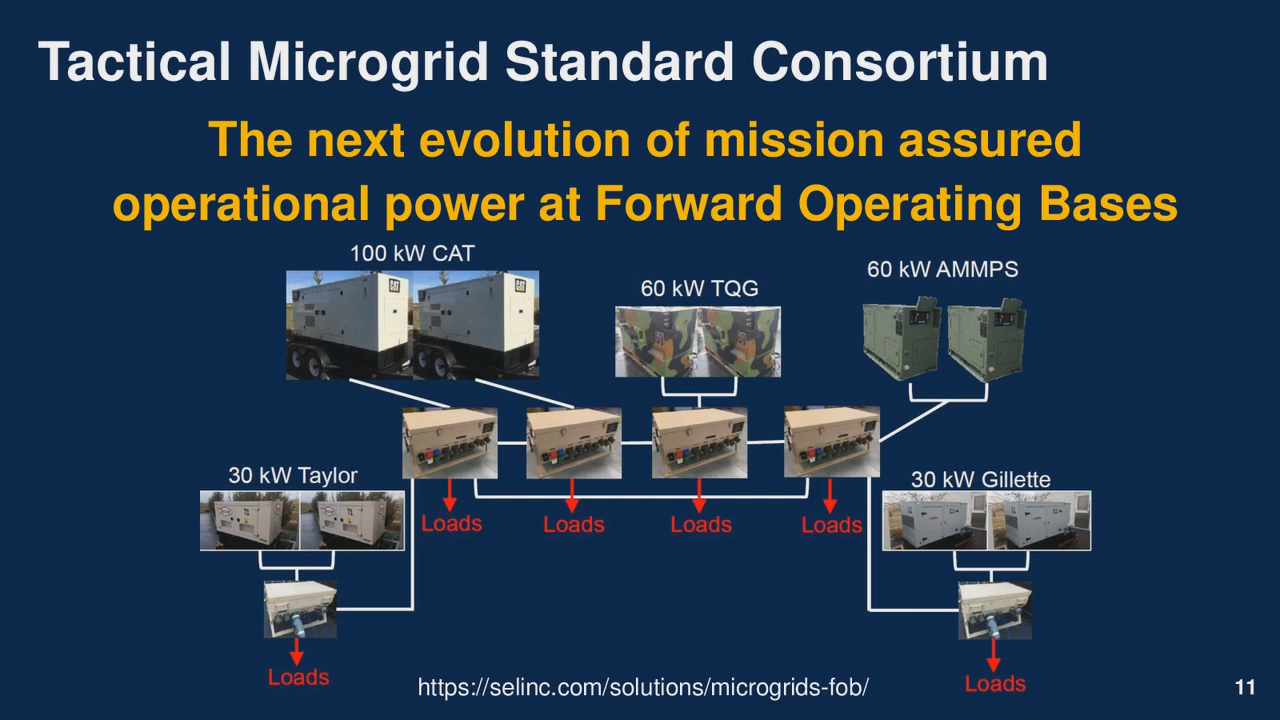 Tactical Microgrid Standard Consortium
The next evolution of mission assured
operational power at Forward Operating Bases
100 kW CAT
60 kW TQG
60 kW AMMPS
CAT
CAT
30 kW Taylor
30 kW Gillette
Loads
Loads
Loads
Loads
Loads
Loads
https://selinc.com/solutions/microgrids-fob/
11